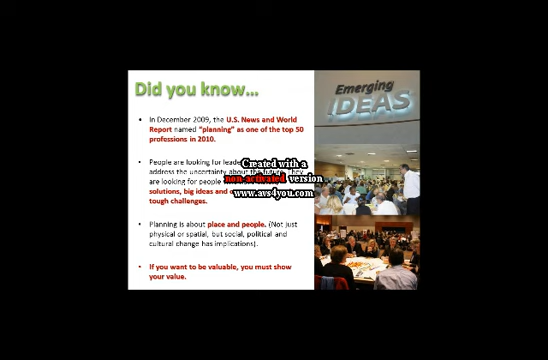 Did you know...
• In December 2009, the U.S. News and World
Report named "planning" as one of the top 50
professions in 2010.
• People are looking for
address the uncertainty about
are looking for people
solutions, big ideas and
tough challenges.
• Planning is about place and people. (Not just
physical or spatial, but social, political and
cultural change has implications).
• If you want to be valuable, you must show
your value.
Emerging
IDEAS
Created with a
non-activated version
www.avs4you.com